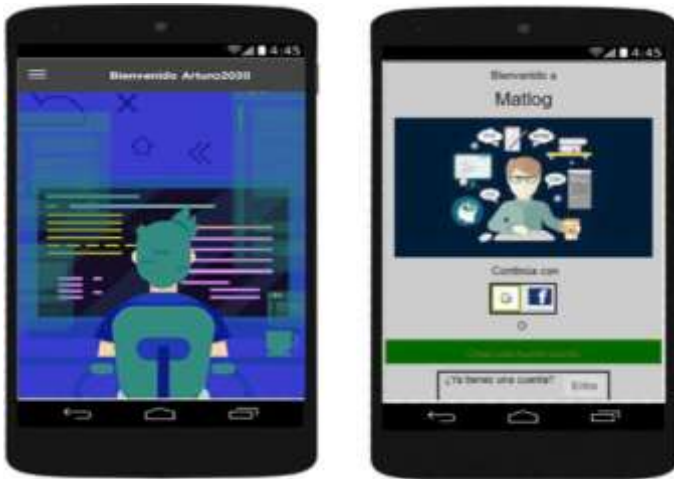 4:45
Bienvenido Arturo2030
4:45
Bienvenido a
Matlog
Continua con
G f
O
¿Ya tienes una cuenta? Entra